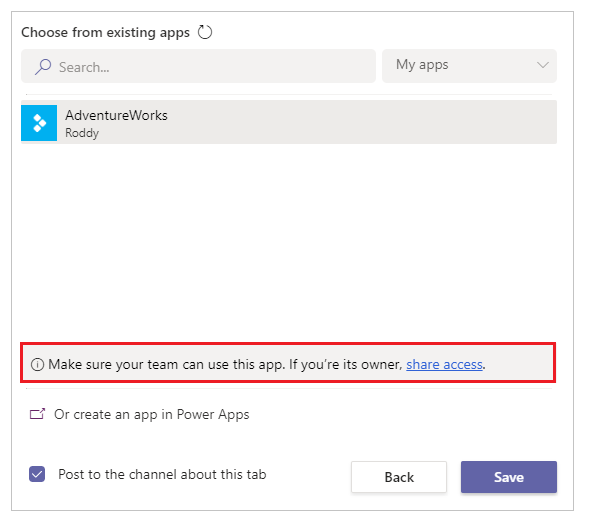 Choose from existing apps
Search...
My apps
AdventureWorks
Roddy
Make sure your team can use this app. If you're its owner, share access.
Or create an app in Power Apps
Post to the channel about this tab
Back
Save